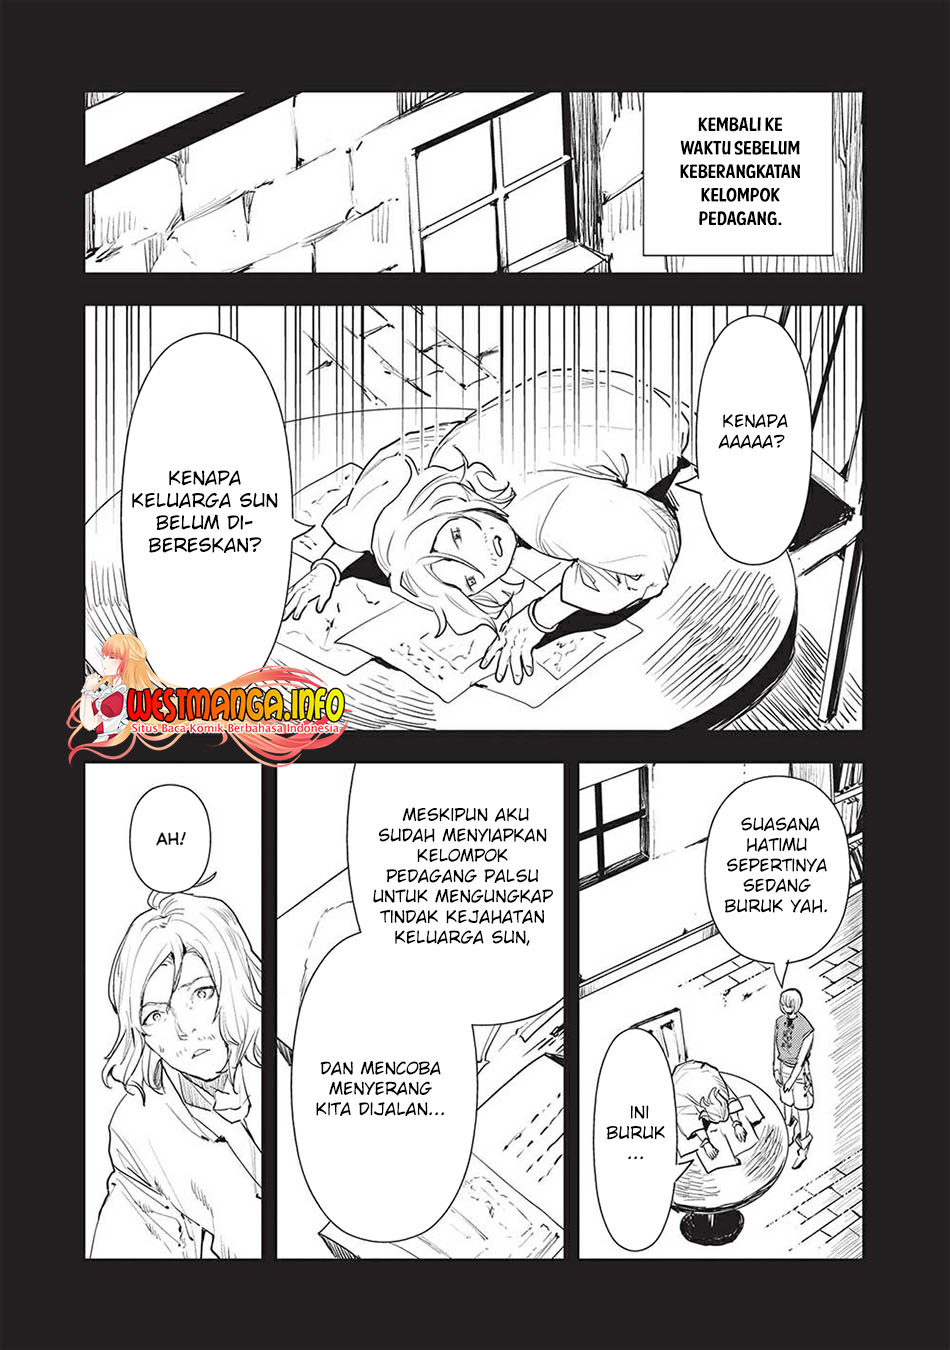 KEMBALI KE
WAKTU SEBELUM
KEBERANGKATAN
KELOMPOK
PEDAGANG.
KENAPA
AAAAA?
KENAPA
KELUARGA SUN
BELUM DI-
BERESKAN?
WESTMANGA.INFO
Situs Baca Komik Berbahasa Indonesia
SUASANA
HATIMU
SEPERTINYA
SEDANG
BURUK YAH.
INI
BURUK
...
MESKIPUN AKU
SUDAH MENYIAPKAN
KELOMPOK
PEDAGANG PALSU
UNTUK MENGUNGKAP
TINDAK KEJAHATAN
KELUARGA SUN,
DAN MENCOBA
MENYERANG
KITA DIJALAN...
AH!